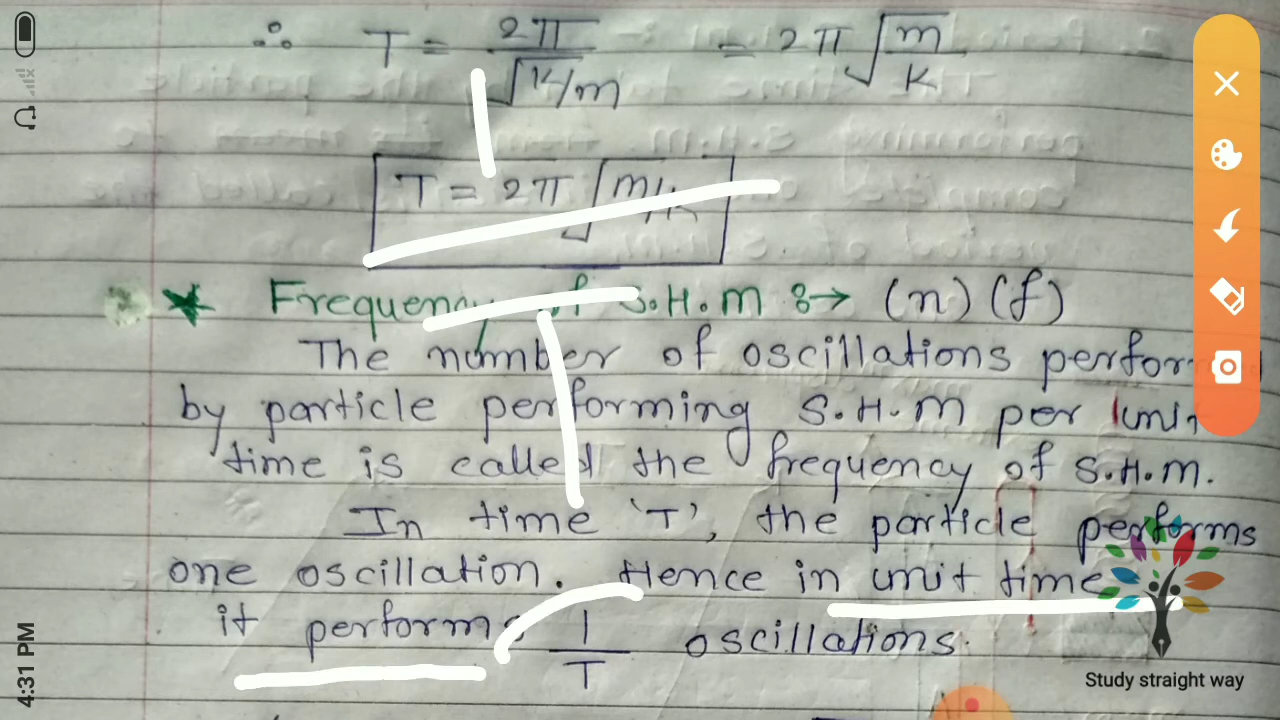 ∴ T = 2π / √K/m = 2π √m/K
T = 2π √m/K
Frequency of S.H.M :→ (n) (f)
The number of oscillations perform
by particle performing S.H.M per unit
time is called the frequency of S.H.M.
In time 'T', the particle performs
one oscillation. Hence in unit time
it performs 1/T oscillations.
Study straight way
4:31 PM